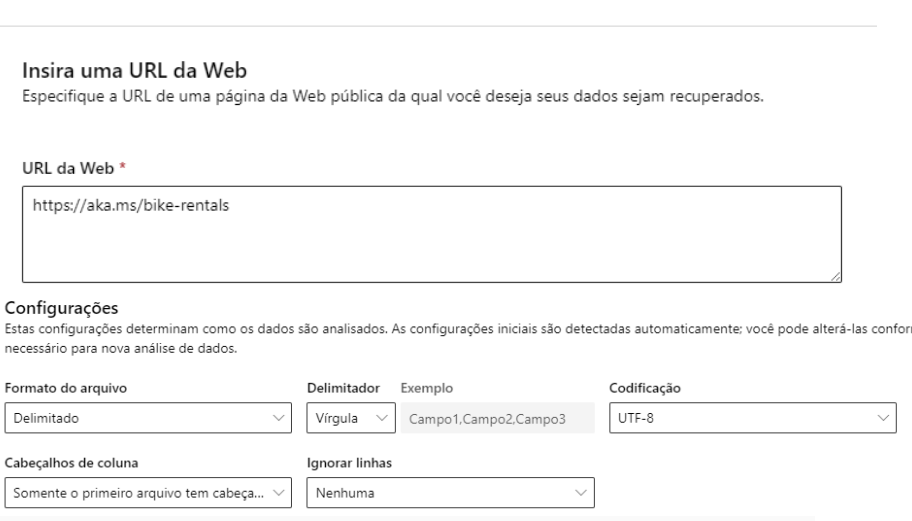 Insira uma URL da Web
Especifique a URL de uma página da Web pública da qual você deseja seus dados sejam recuperados.
URL da Web *
https://aka.ms/bike-rentals
Configurações
Estas configurações determinam como os dados são analisados. As configurações iniciais são detectadas automaticamente; você pode alterá-las confor
necessário para nova análise de dados.
Formato do arquivo Delimitador Exemplo Codificação
Delimitado Vírgula Campo1,Campo2,Campo3 UTF-8
Cabeçalhos de coluna Ignorar linhas
Somente o primeiro arquivo tem cabeça... Nenhuma